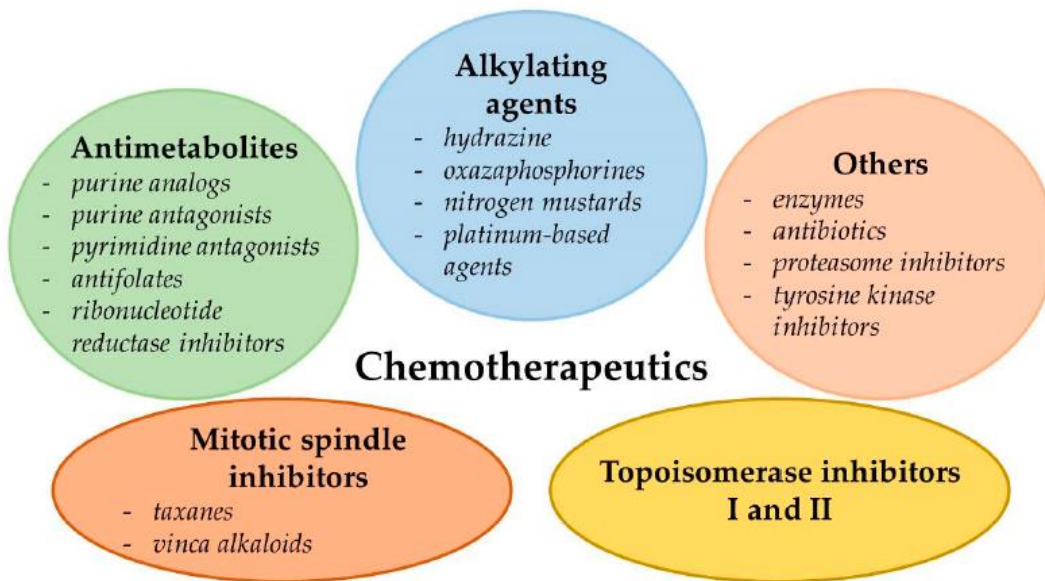 Alkylating
agents
- hydrazine
- oxazaphosphorines
- nitrogen mustards
- platinum-based
agents
Antimetabolites
- purine analogs
- purine antagonists
- pyrimidine antagonists
- antifolates
- ribonucleotide
reductase inhibitors
Others
- enzymes
- antibiotics
- proteasome inhibitors
- tyrosine kinase
inhibitors
Chemotherapeutics
Mitotic spindle
inhibitors
- taxanes
- vinca alkaloids
Topoisomerase inhibitors
I and II